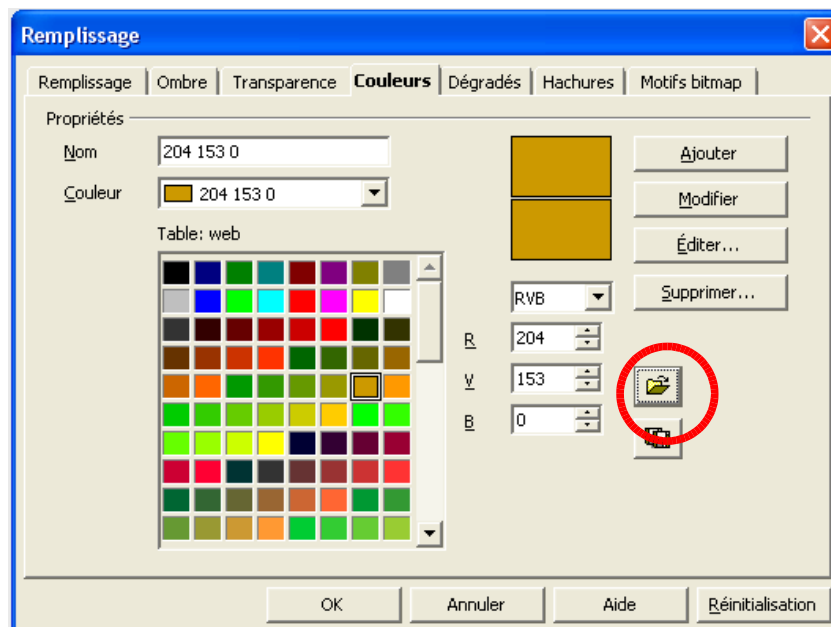 Remplissage
Remplissage Ombre Transparence Couleurs Dégradés Hachures Motifs bitmap
Propriétés
Nom 204 153 0 Ajouter
Couleur 204 153 0 Modifier
Table: web Éditer...
RVB Supprimer...
R 204
V 153
B 0
OK Annuler Aide Réinitialisation